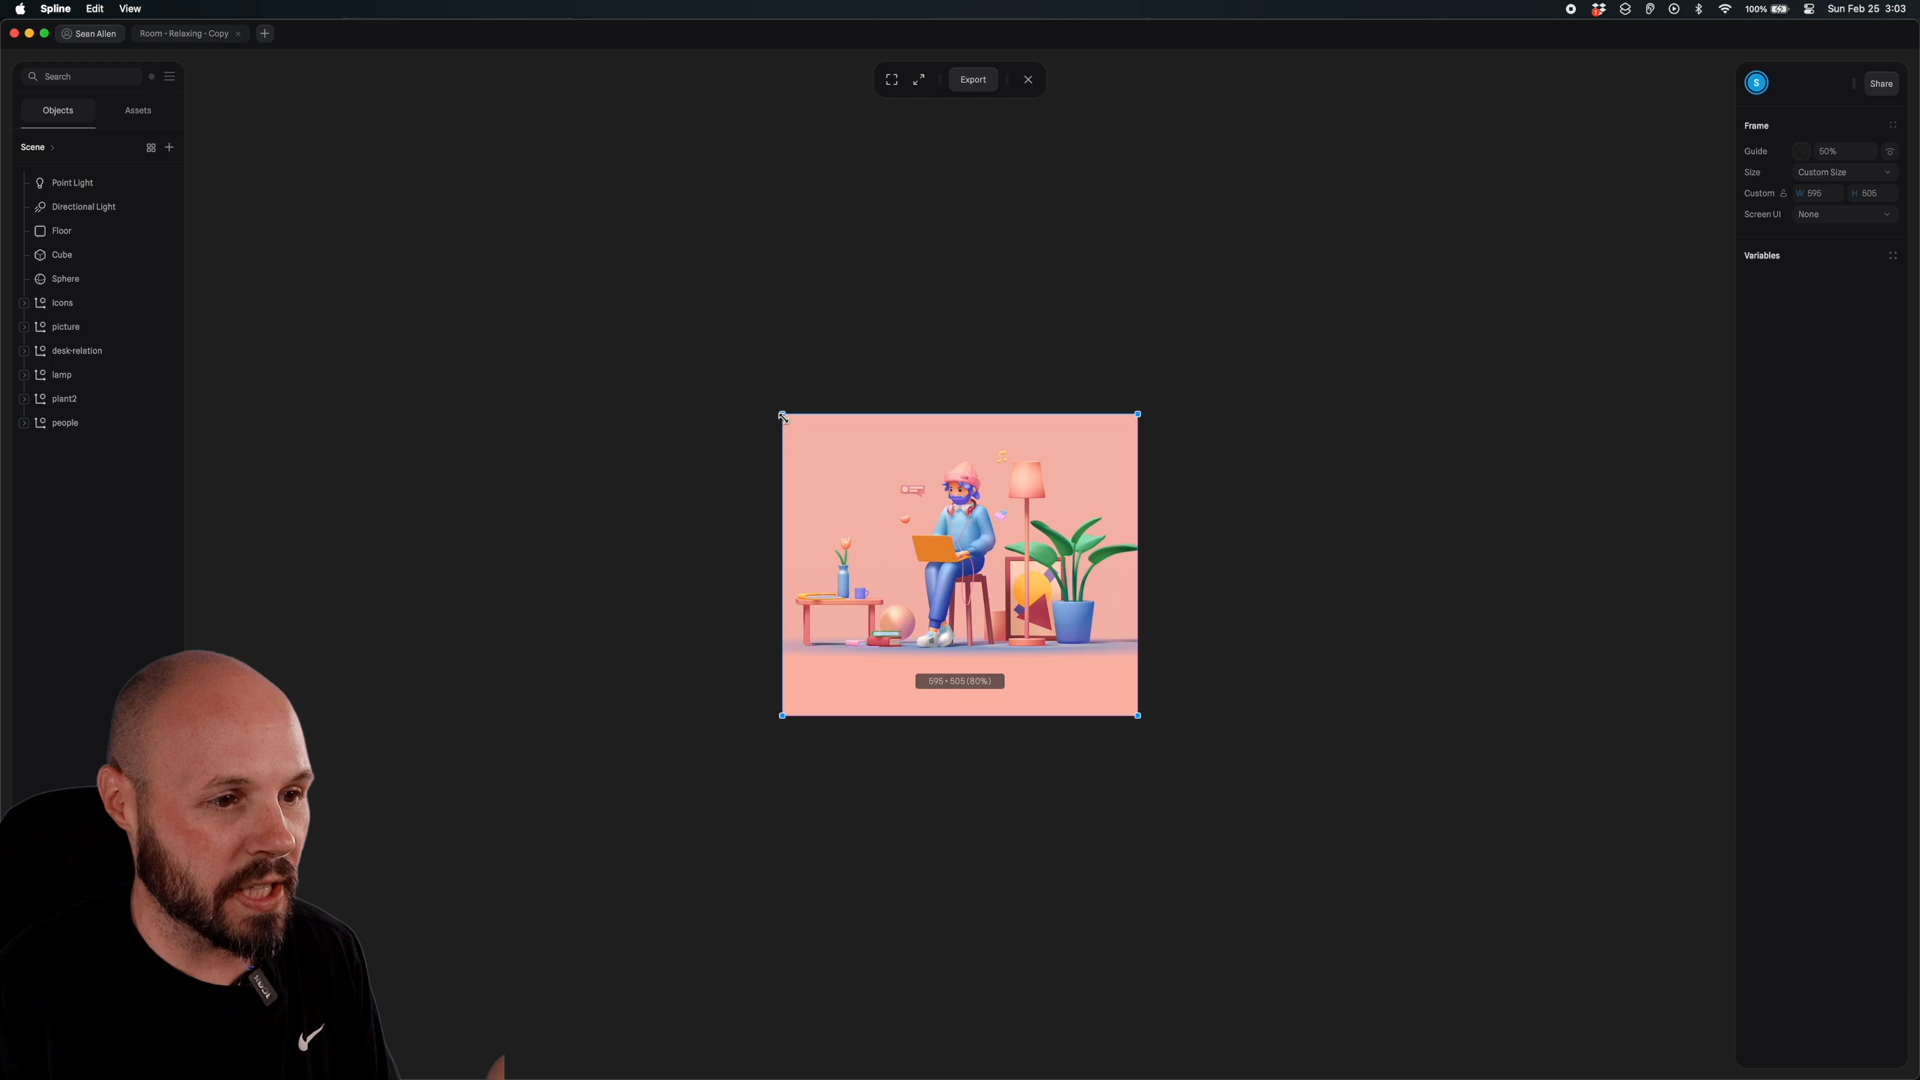 Spline Edit View
100% Sun Feb 25 3:03
Sean Allen Room - Relaxing - Copy
Search
Export
S Share
Objects Assets
Scene
Point Light
Directional Light
Floor
Cube
Sphere
Icons
picture
desk-relation
lamp
plant2
people
Frame
Guide 50%
Size Custom Size
Custom W 595 H 505
Screen UI None
Variables
595 × 505 (80%)